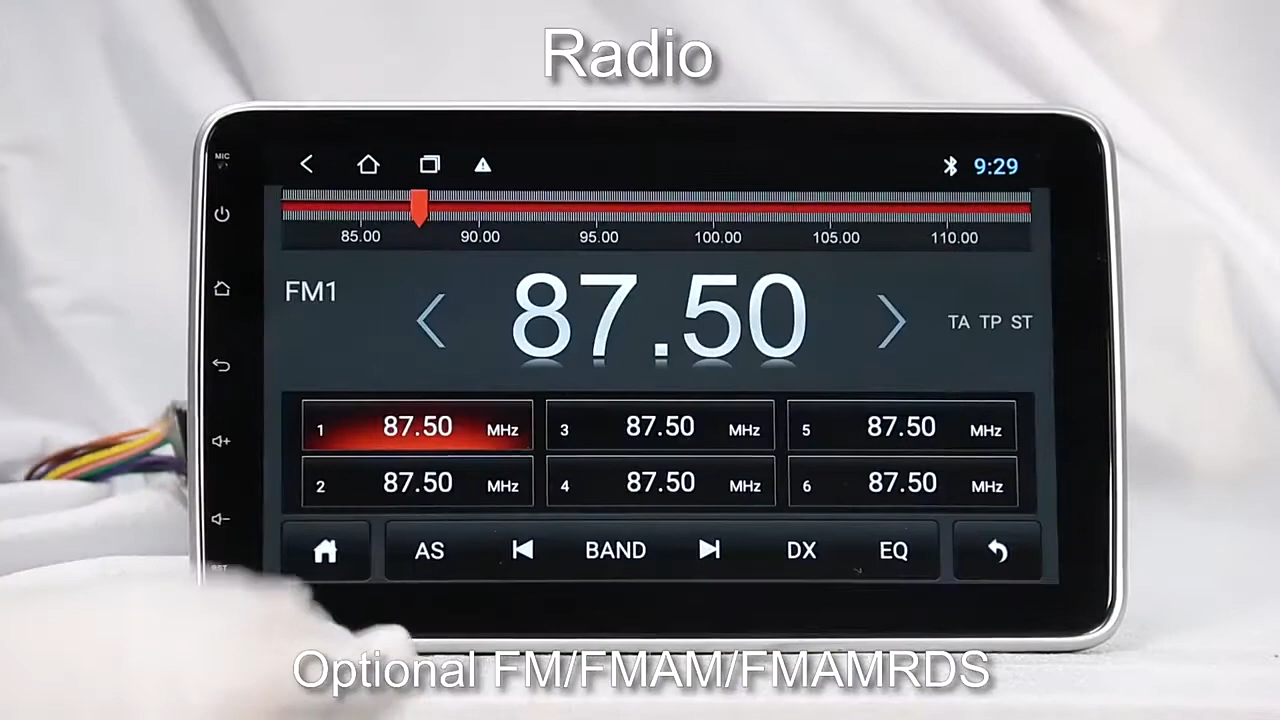 Radio
MIC
9:29
85.00 90.00 95.00 100.00 105.00 110.00
FM1
87.50
TA TP ST
1 87.50 MHz
3 87.50 MHz
5 87.50 MHz
2 87.50 MHz
4 87.50 MHz
6 87.50 MHz
AS BAND DX EQ
Optional FM/FMAM/FMAMRDS